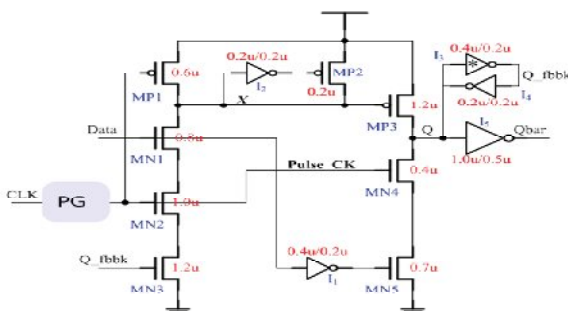 0.4u/0.2u
I3
*
Q_fbbk
0.2u/0.2u
I4
0.2u/0.2u
I2
0.6u
MP1
MP2
0.2u
X
1.2u
MP3
Q
I5
Qbar
1.0u/0.5u
Data
0.8u
MN1
Pulse_CK
0.4u
MN4
CLK
PG
1.0u
MN2
0.4u/0.2u
Q_fbbk
I1
0.7u
1.2u
MN3
MN5